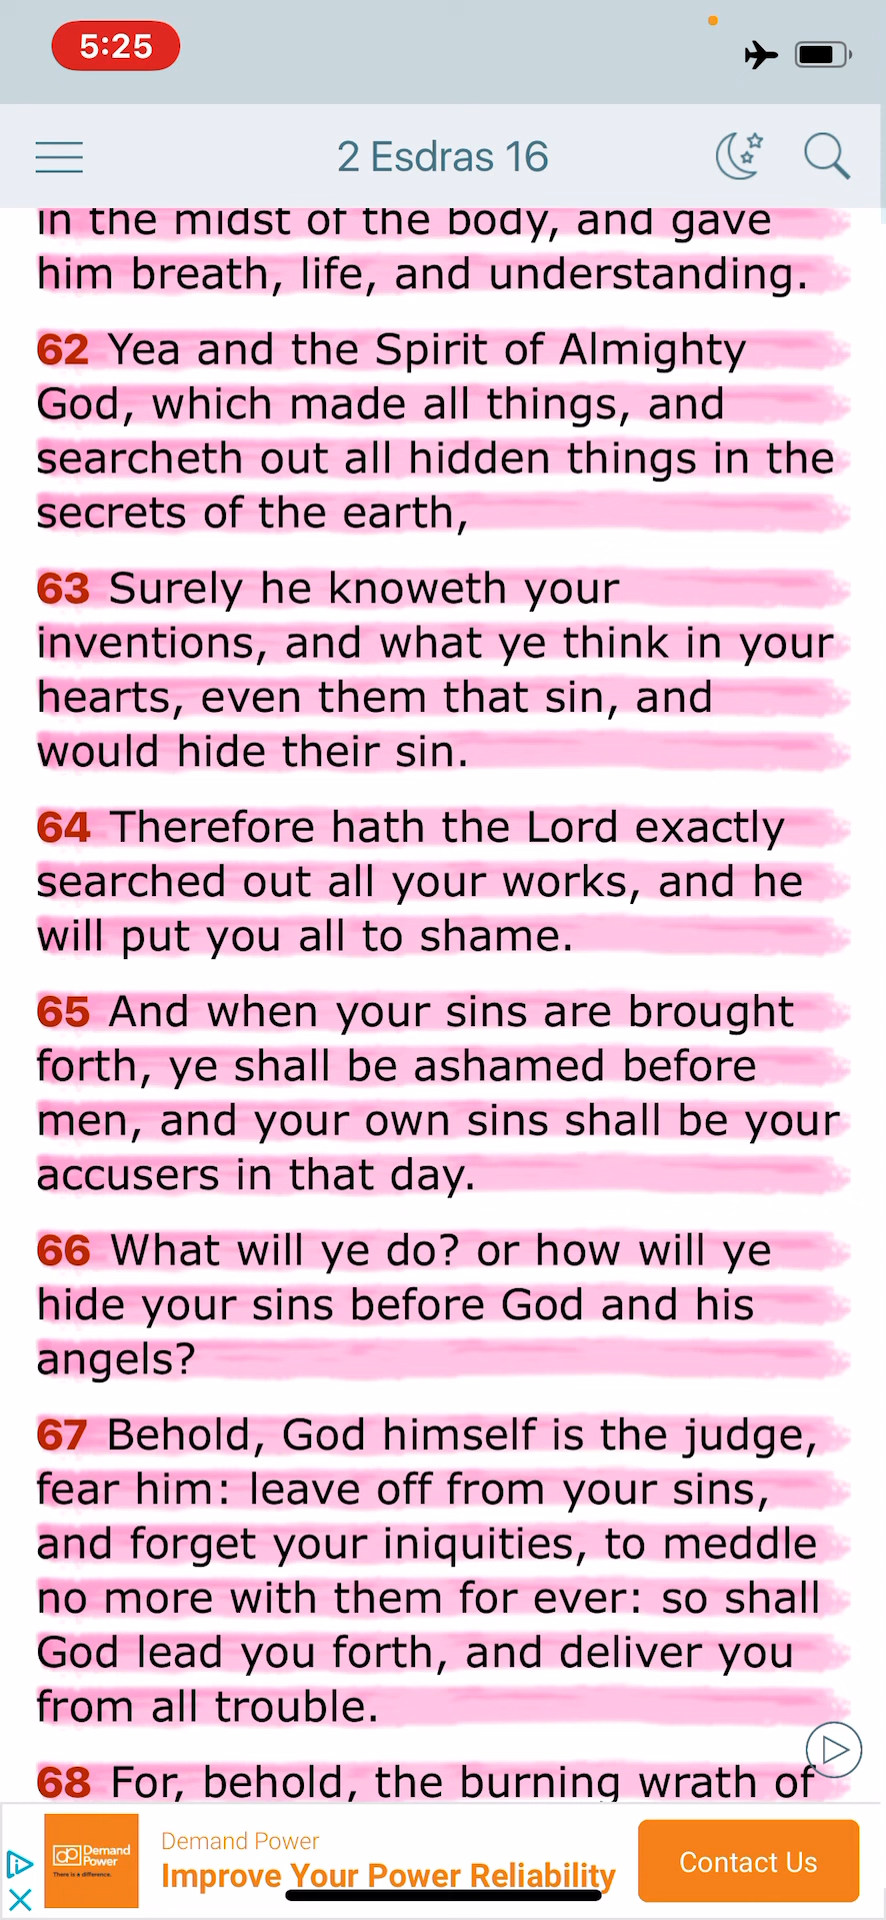 5:25
2 Esdras 16
in the midst of the body, and gave
him breath, life, and understanding.
62 Yea and the Spirit of Almighty
God, which made all things, and
searcheth out all hidden things in the
secrets of the earth,
63 Surely he knoweth your
inventions, and what ye think in your
hearts, even them that sin, and
would hide their sin.
64 Therefore hath the Lord exactly
searched out all your works, and he
will put you all to shame.
65 And when your sins are brought
forth, ye shall be ashamed before
men, and your own sins shall be your
accusers in that day.
66 What will ye do? or how will ye
hide your sins before God and his
angels?
67 Behold, God himself is the judge,
fear him: leave off from your sins,
and forget your iniquities, to meddle
no more with them for ever: so shall
God lead you forth, and deliver you
from all trouble.
68 For, behold, the burning wrath of
dp Demand
Power
There is a difference.
Demand Power
Improve Your Power Reliability
Contact Us